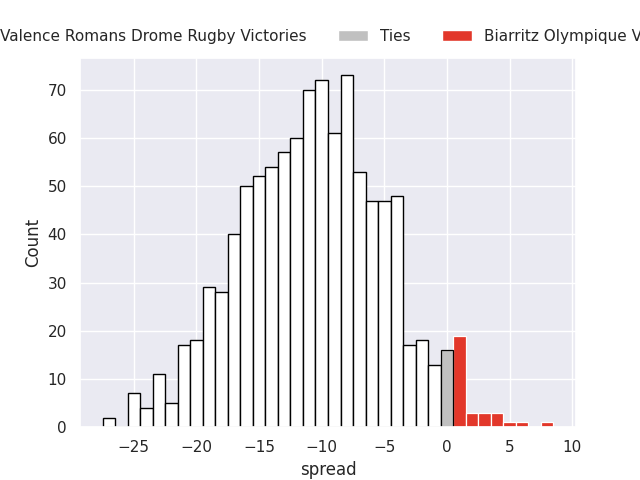 Valence Romans Drome Rugby Victories Ties Biarritz Olympique V
70
60
50
40
30
20
10
0
Count
−25 −20 −15 −10 −5 0 5 10
spread